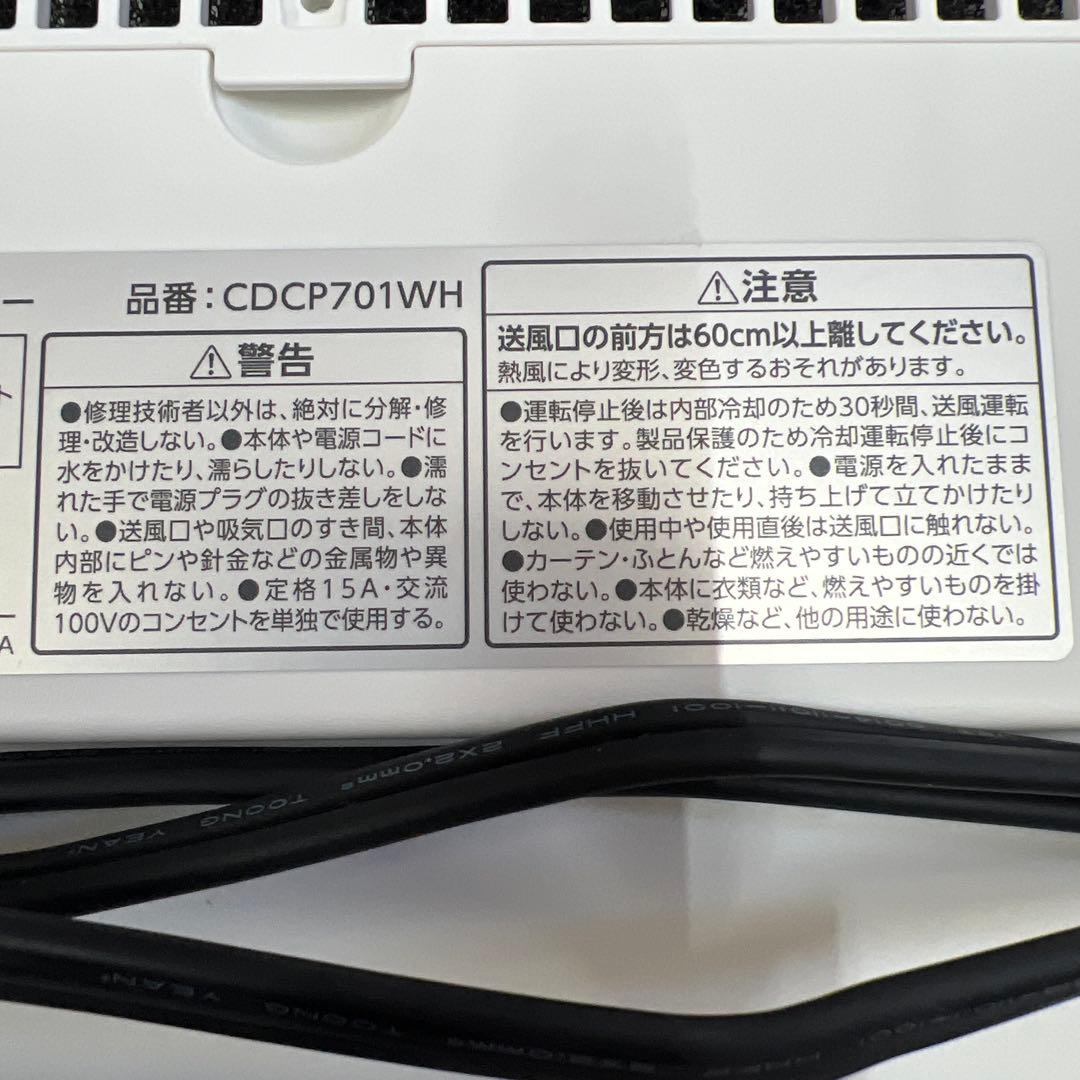 ー
品番：CDCP701WH
ト
A
⚠警告
●修理技術者以外は、絶対に分解・修
理・改造しない。●本体や電源コードに
水をかけたり、濡らしたりしない。●濡
れた手で電源プラグの抜き差しをしな
い。●送風口や吸気口のすき間、本体
内部にピンや針金などの金属物や異
物を入れない。●定格15A・交流
100Vのコンセントを単独で使用する。
⚠注意
送風口の前方は60cm以上離してください。
熱風により変形、変色するおそれがあります。
●運転停止後は内部冷却のため30秒間、送風運転
を行います。製品保護のため冷却運転停止後にコ
ンセントを抜いてください。●電源を入れたまま
で、本体を移動させたり、持ち上げて立てかけたり
しない。●使用中や使用直後は送風口に触れない。
●カーテン・ふとんなど燃えやすいものの近くでは
使わない。●本体に衣類など、燃えやすいものを掛
けて使わない。●乾燥など、他の用途に使わない。
HHFF 2X2.0mm² TOONG YEAN
TOONG YEAN